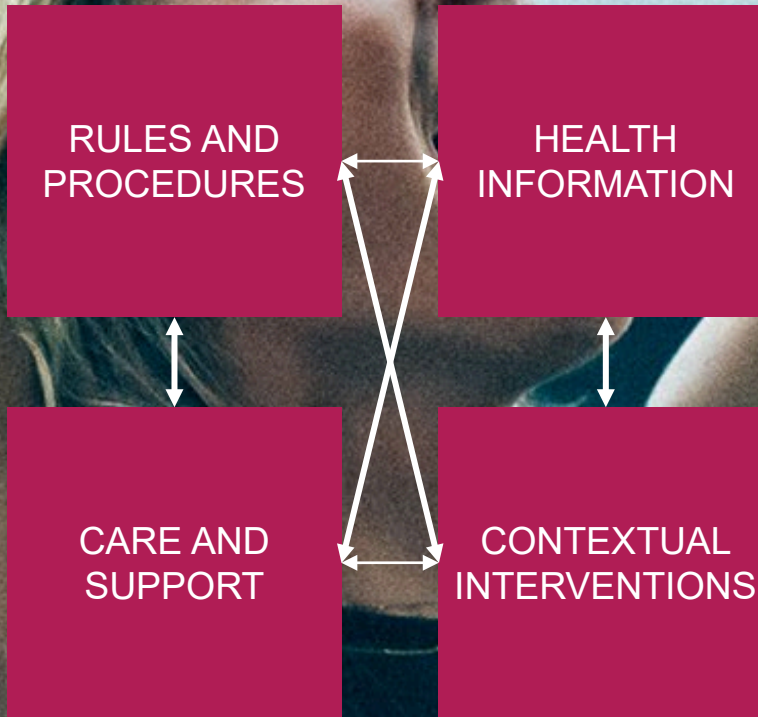 RULES AND
PROCEDURES
HEALTH
INFORMATION
CARE AND
SUPPORT
CONTEXTUAL
INTERVENTIONS